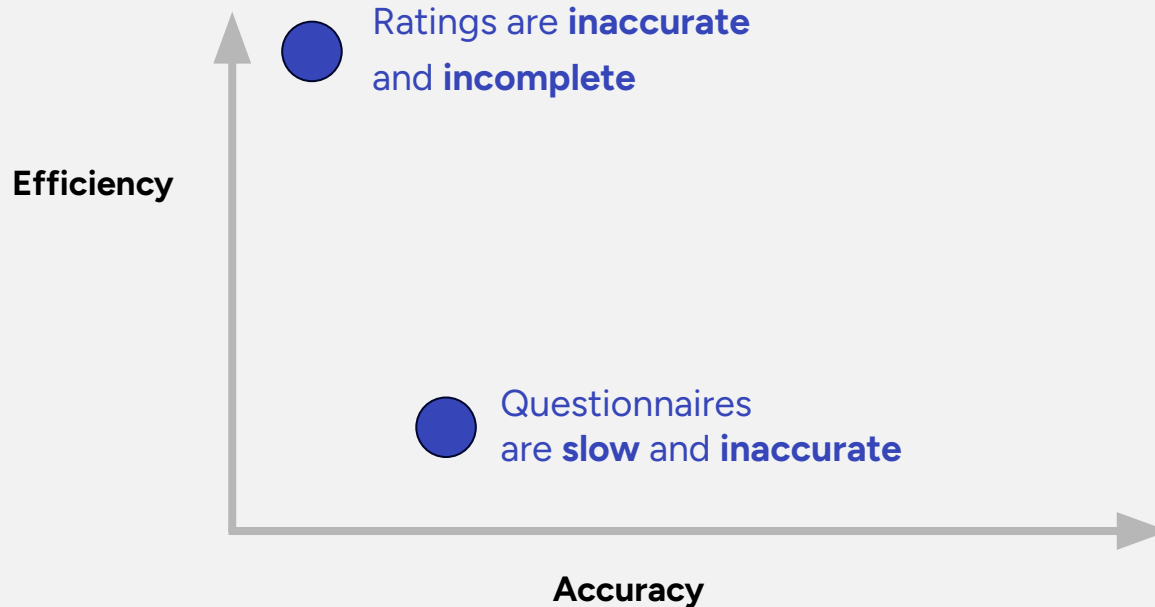 Ratings are inaccurate
and incomplete
Efficiency
Questionnaires
are slow and inaccurate
Accuracy